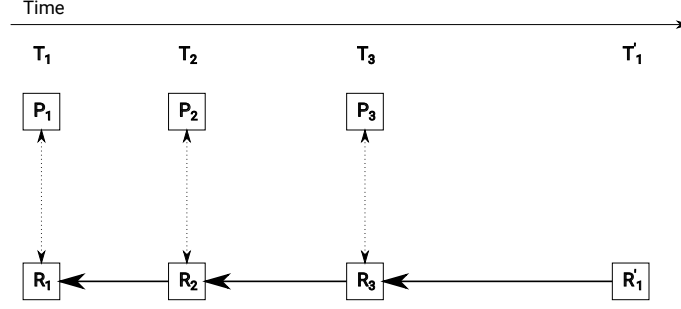 Time
T₁ T₂ T₃ T'₁
P₁ P₂ P₃
R₁ R₂ R₃ R'₁